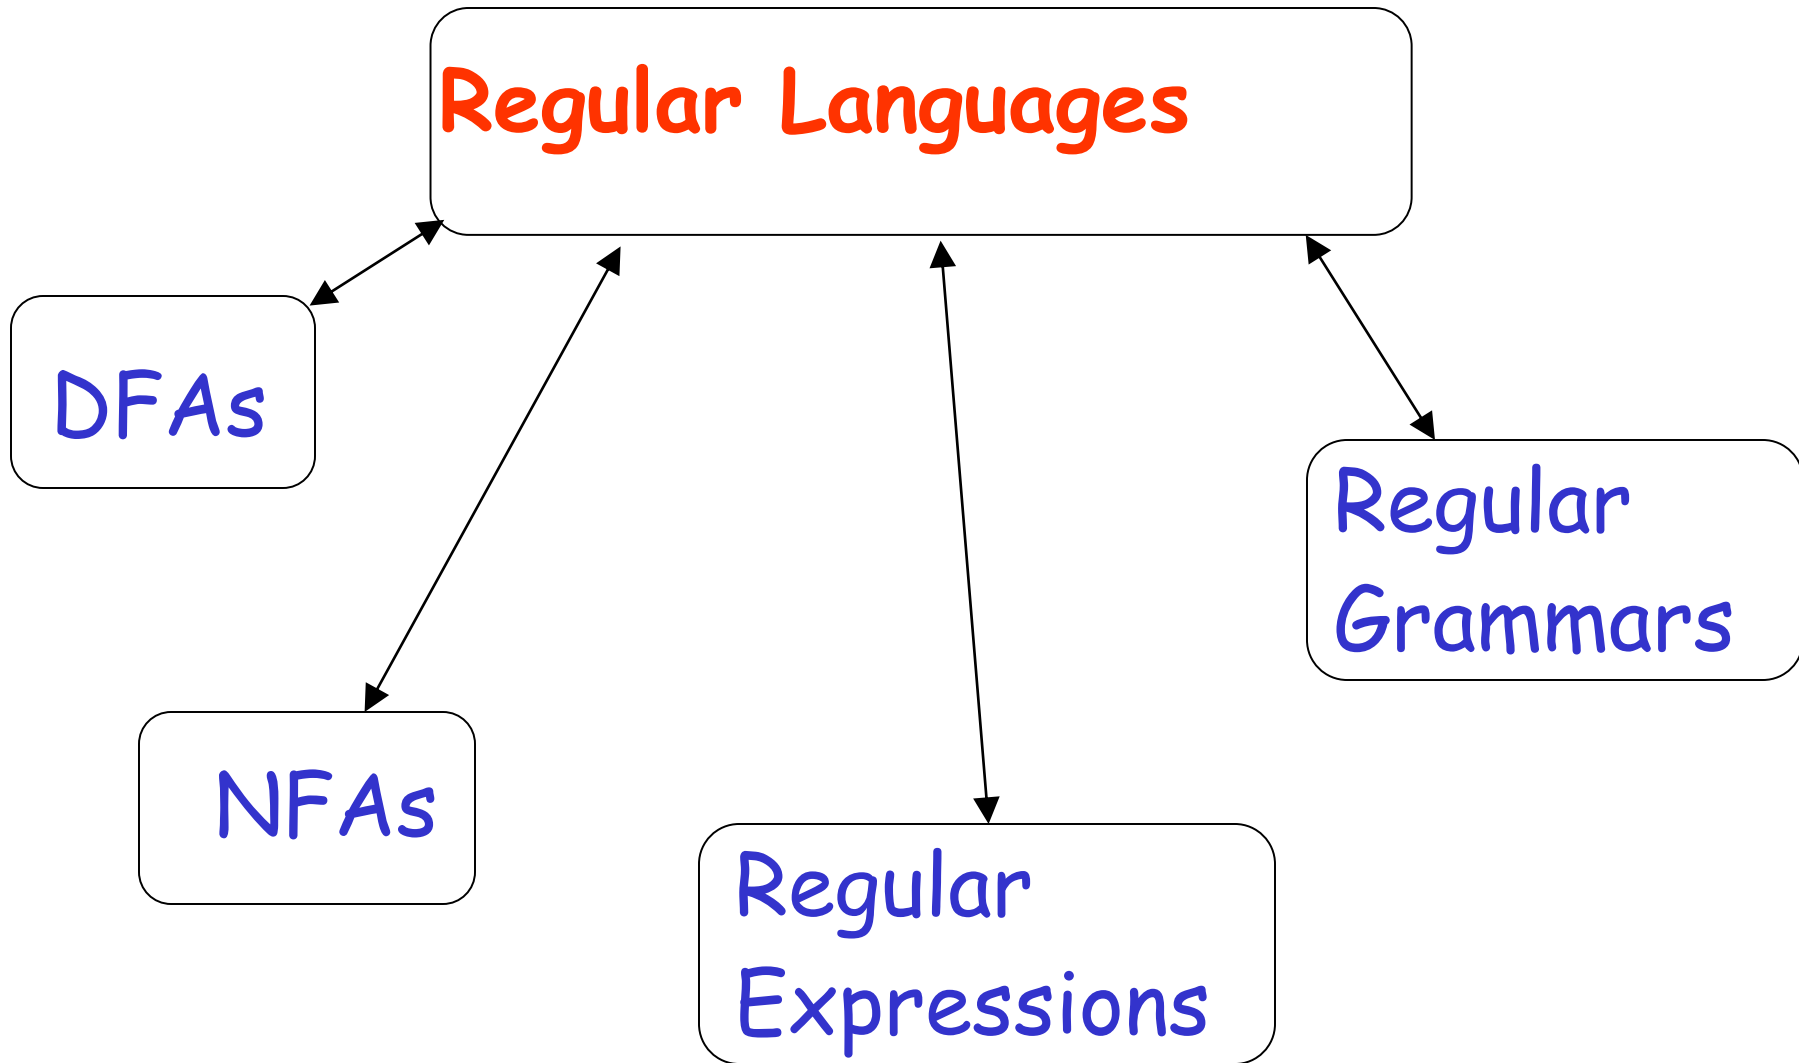 Regular Languages
DFAs
Regular
Grammars
NFAs
Regular
Expressions